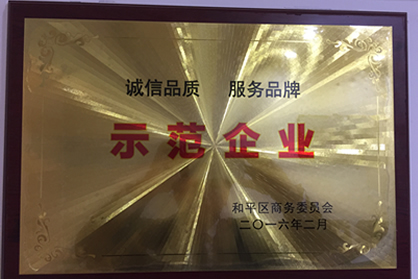 诚信品质 服务品牌
示范企业
和平区商务委员会
二〇一六年二月